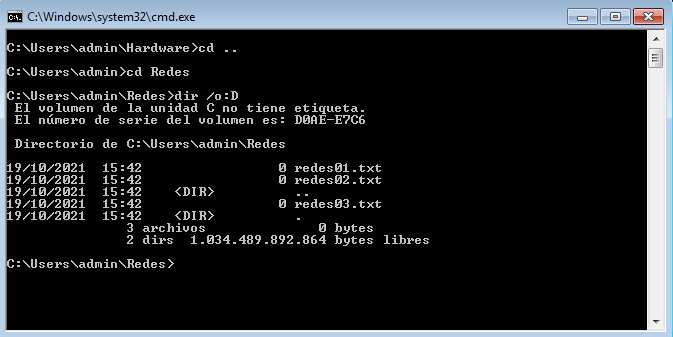 C:\Windows\system32\cmd.exe
C:\Users\admin\Hardware>cd ..
C:\Users\admin>cd Redes
C:\Users\admin\Redes>dir /o:D
El volumen de la unidad C no tiene etiqueta.
El número de serie del volumen es: D0AE-E7C6
Directorio de C:\Users\admin\Redes
19/10/2021  15:42                 0 redes01.txt
19/10/2021  15:42                 0 redes02.txt
19/10/2021  15:42    <DIR>          ..
19/10/2021  15:42                 0 redes03.txt
19/10/2021  15:42    <DIR>          .
3 archivos              0 bytes
2 dirs  1.034.489.892.864 bytes libres
C:\Users\admin\Redes>